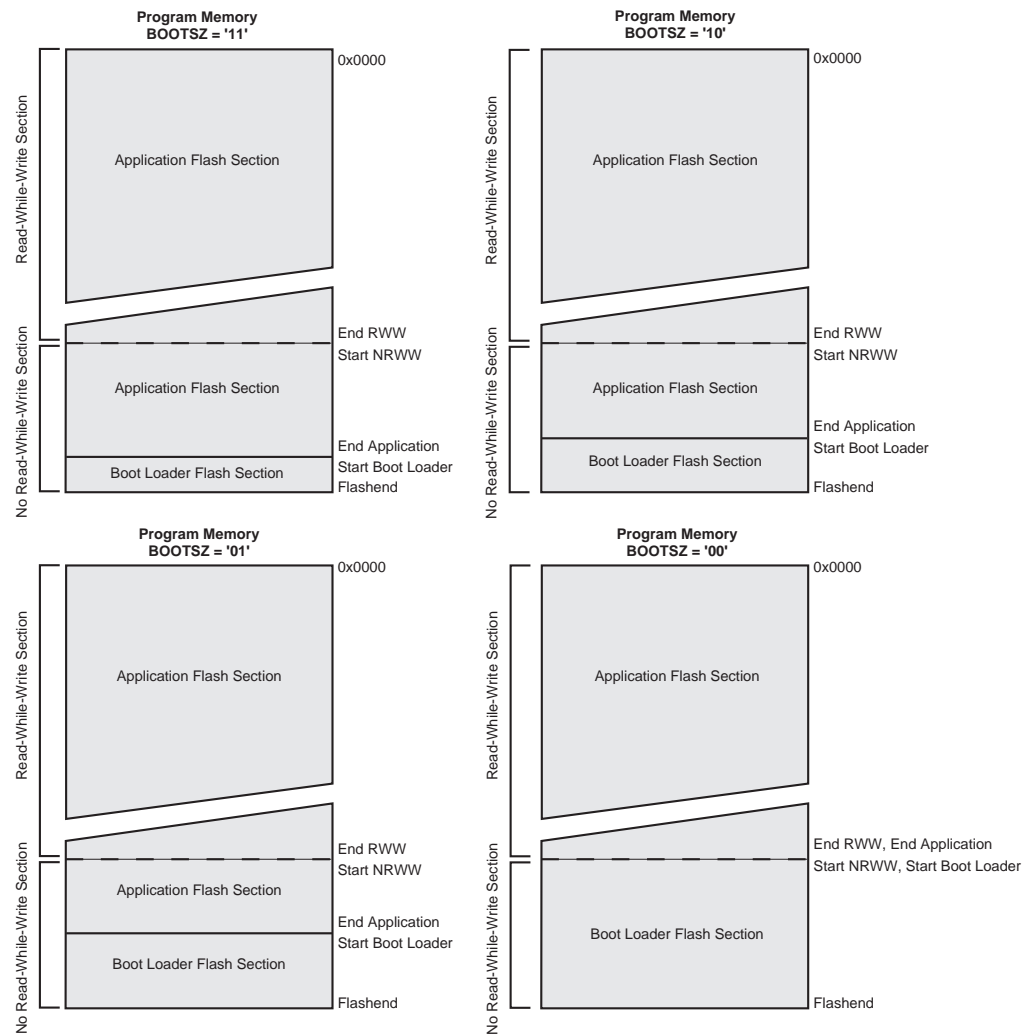 Program Memory
BOOTSZ = '11'
0x0000
Read-While-Write Section
Application Flash Section
End RWW
Start NRWW
No Read-While-Write Section
Application Flash Section
End Application
Start Boot Loader
Boot Loader Flash Section
Flashend
Program Memory
BOOTSZ = '10'
0x0000
Read-While-Write Section
Application Flash Section
End RWW
Start NRWW
No Read-While-Write Section
Application Flash Section
End Application
Start Boot Loader
Boot Loader Flash Section
Flashend
Program Memory
BOOTSZ = '01'
0x0000
Read-While-Write Section
Application Flash Section
End RWW
Start NRWW
No Read-While-Write Section
Application Flash Section
End Application
Start Boot Loader
Boot Loader Flash Section
Flashend
Program Memory
BOOTSZ = '00'
0x0000
Read-While-Write Section
Application Flash Section
End RWW, End Application
Start NRWW, Start Boot Loader
No Read-While-Write Section
Boot Loader Flash Section
Flashend